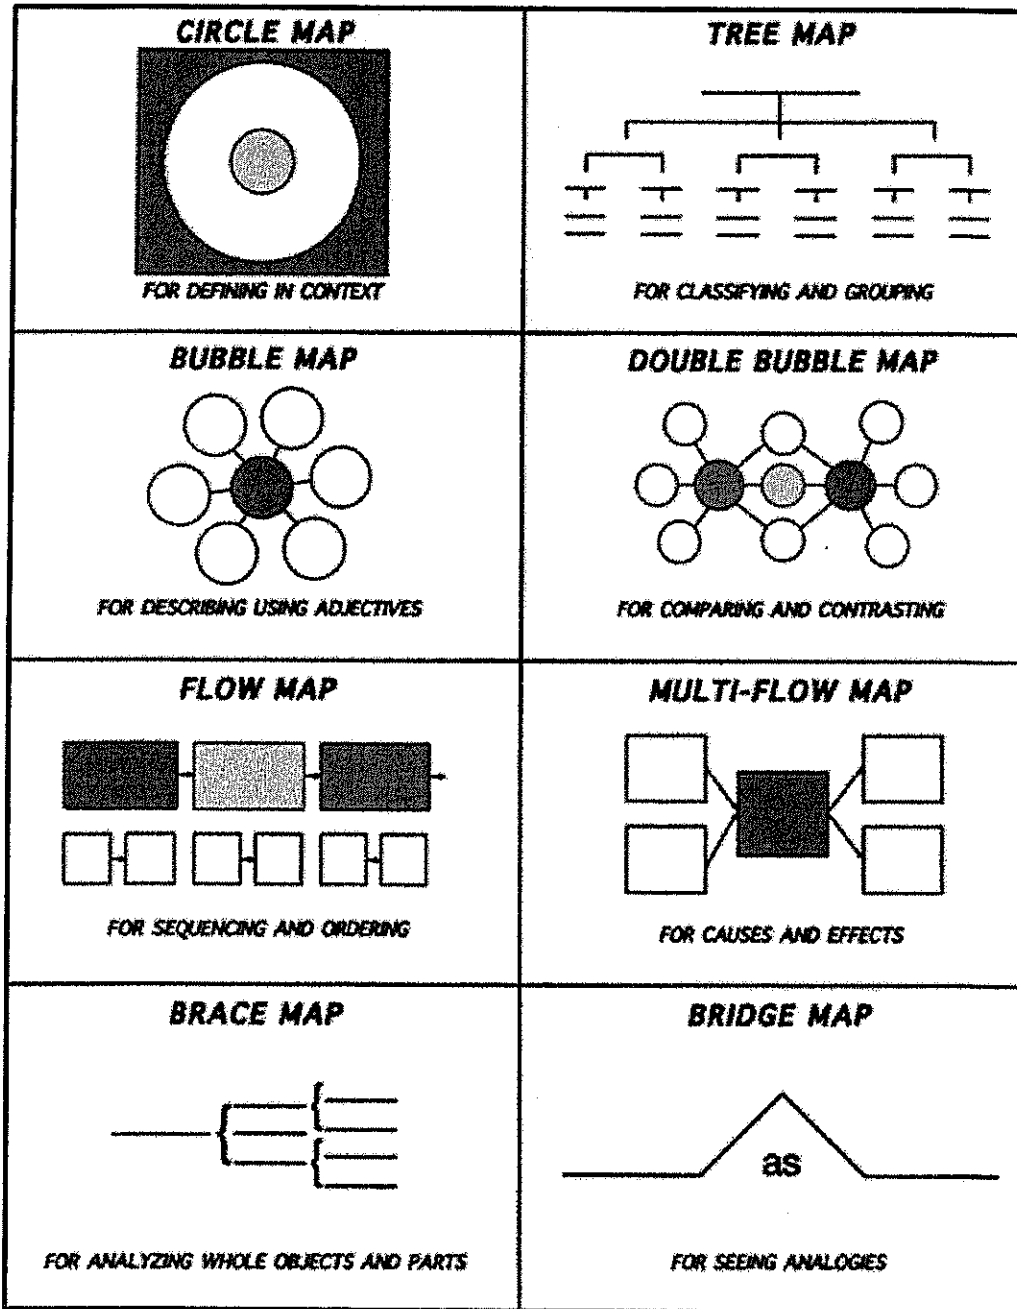 CIRCLE MAP
FOR DEFINING IN CONTEXT
TREE MAP
FOR CLASSIFYING AND GROUPING
BUBBLE MAP
FOR DESCRIBING USING ADJECTIVES
DOUBLE BUBBLE MAP
FOR COMPARING AND CONTRASTING
FLOW MAP
FOR SEQUENCING AND ORDERING
MULTI-FLOW MAP
FOR CAUSES AND EFFECTS
BRACE MAP
FOR ANALYZING WHOLE OBJECTS AND PARTS
BRIDGE MAP
as
FOR SEEING ANALOGIES